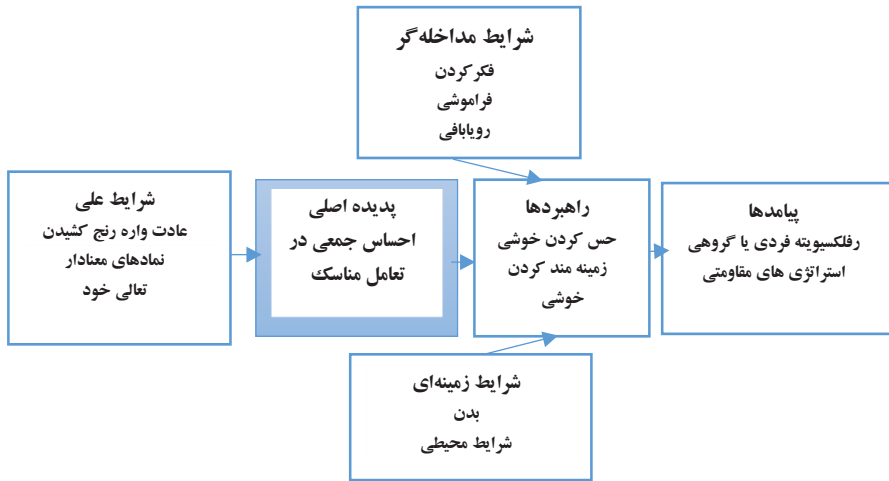 شرایط مداخله‌گر
فکر کردن
فراموشی
رویابافی
شرایط علی
عادت واره رنج کشیدن
نمادهای معنادار
تعالی خود
پدیده اصلی
احساس جمعی در
تعامل مناسک
راهبردها
حس کردن خوشی
زمینه مند کردن
خوشی
پیامدها
رفلکسیویته فردی یا گروهی
استراتژی های مقاومتی
شرایط زمینه‌ای
بدن
شرایط محیطی